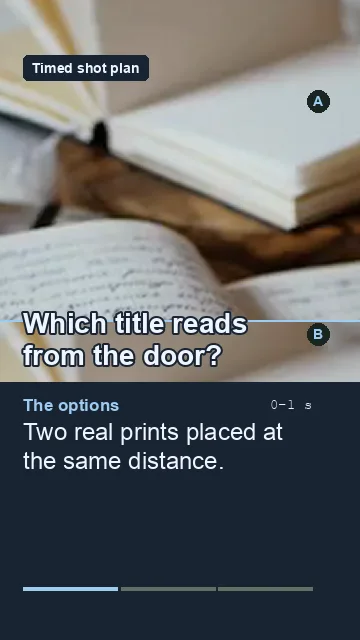 Timed shot plan
A
Which title reads
from the door?
B
The options
0–1 s
Two real prints placed at
the same distance.